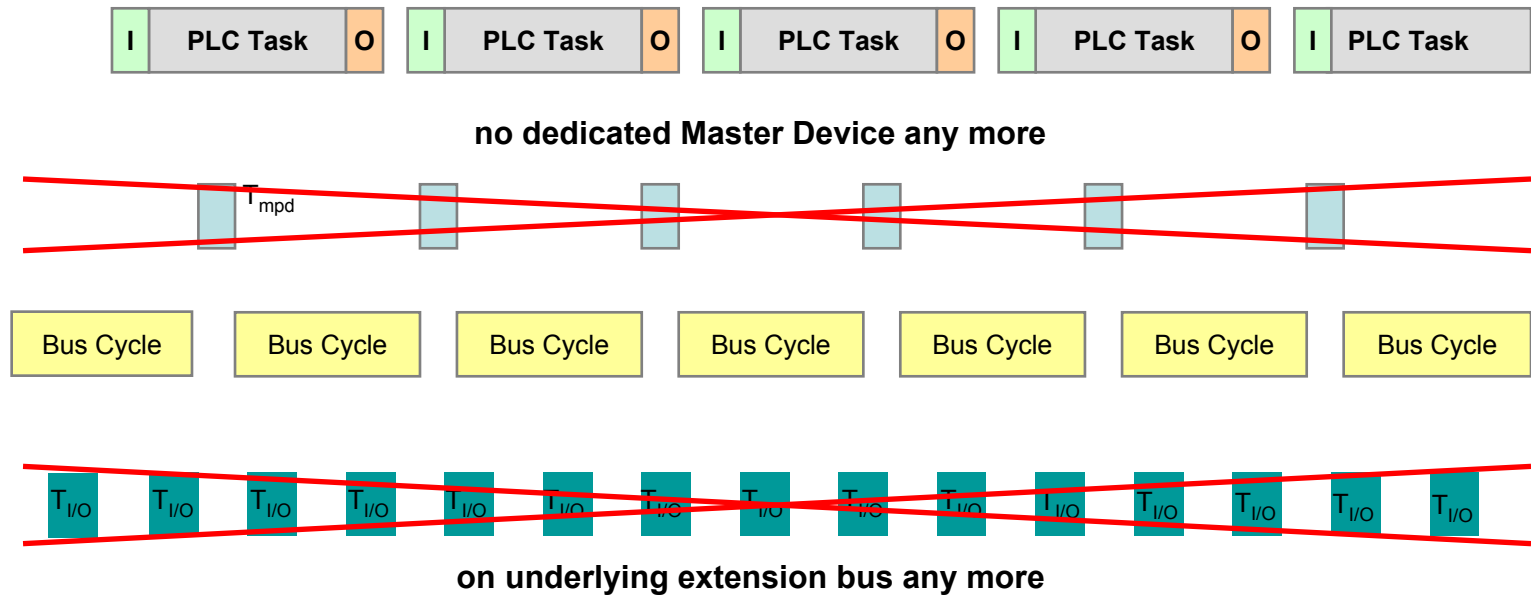 I PLC Task O I PLC Task O I PLC Task O I PLC Task O I PLC Task
no dedicated Master Device any more
Tmpd
Bus Cycle Bus Cycle Bus Cycle Bus Cycle Bus Cycle Bus Cycle Bus Cycle
TI/O TI/O TI/O TI/O TI/O TI/O TI/O TI/O TI/O TI/O TI/O TI/O TI/O TI/O TI/O
on underlying extension bus any more